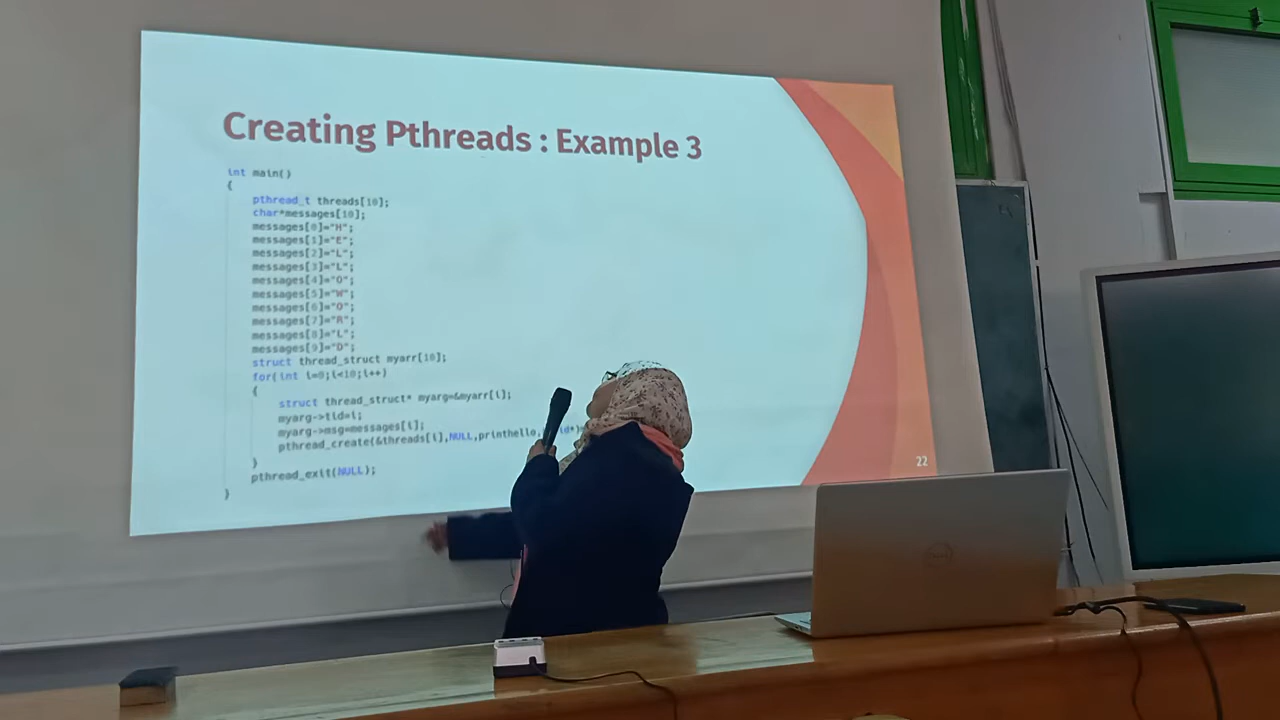 Creating Pthreads : Example 3
int main()
{
pthread_t threads[10];
char*messages[10];
messages[0]="H";
messages[1]="E";
messages[2]="L";
messages[3]="L";
messages[4]="O";
messages[5]="W";
messages[6]="O";
messages[7]="R";
messages[8]="L";
messages[9]="D";
struct thread_struct myarr[10];
for(int i=0;i<10;i++)
{
struct thread_struct* myarg=&myarr[i];
myarg->tid=i;
myarg->msg=messages[i];
pthread_create(&threads[i],NULL,printhello,
}
pthread_exit(NULL);
}
22
DELL